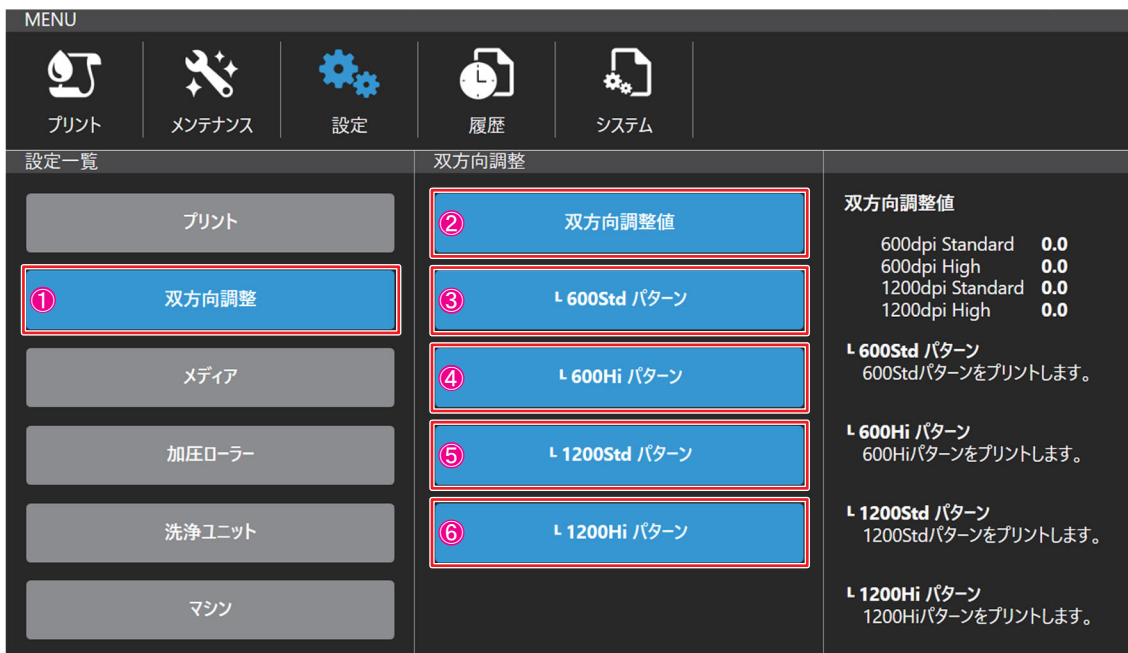 MENU
プリント
メンテナンス
設定
履歴
システム
設定一覧
プリント
① 双方向調整
メディア
加圧ローラー
洗浄ユニット
マシン
双方向調整
② 双方向調整値
③ ┗ 600Std パターン
④ ┗ 600Hi パターン
⑤ ┗ 1200Std パターン
⑥ ┗ 1200Hi パターン
双方向調整値
600dpi Standard 0.0
600dpi High 0.0
1200dpi Standard 0.0
1200dpi High 0.0
┗ 600Std パターン
600Stdパターンをプリントします。
┗ 600Hi パターン
600Hiパターンをプリントします。
┗ 1200Std パターン
1200Stdパターンをプリントします。
┗ 1200Hi パターン
1200Hiパターンをプリントします。